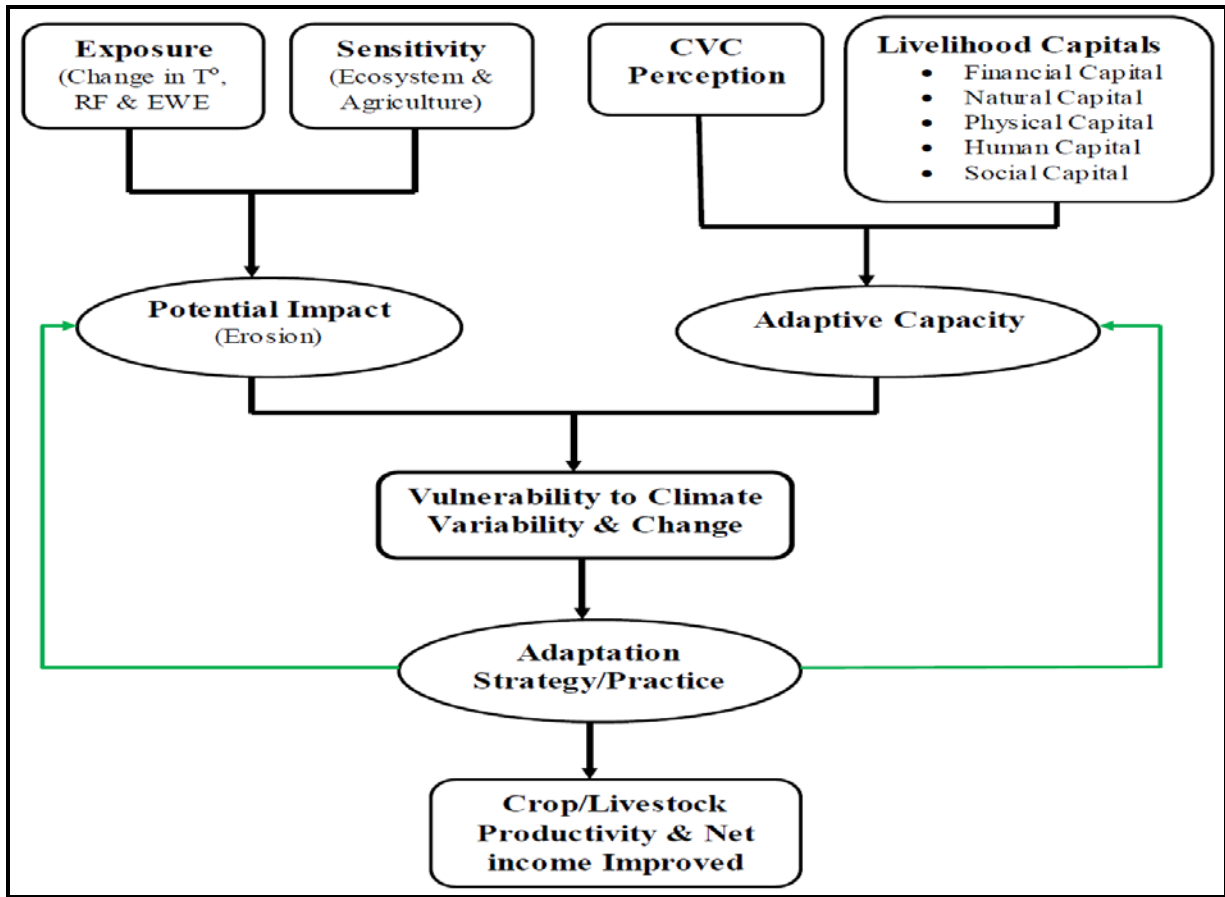 Exposure
(Change in T°,
RF & EWE
Sensitivity
(Ecosystem &
Agriculture)
CVC
Perception
Livelihood Capitals
• Financial Capital
• Natural Capital
• Physical Capital
• Human Capital
• Social Capital
Potential Impact
(Erosion)
Adaptive Capacity
Vulnerability to Climate
Variability & Change
Adaptation
Strategy/Practice
Crop/Livestock
Productivity & Net
income Improved